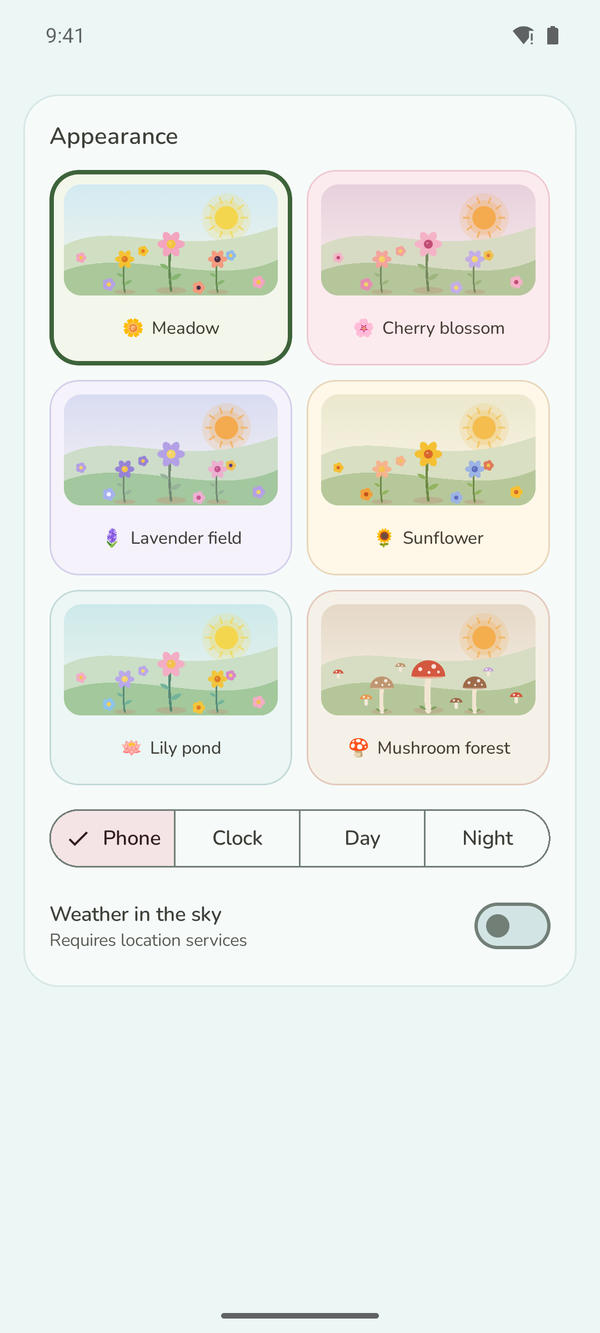 9:41
Appearance
🌼 Meadow
🌸 Cherry blossom
🪻 Lavender field
🌻 Sunflower
🪷 Lily pond
🍄 Mushroom forest
Phone
Clock
Day
Night
Weather in the sky
Requires location services